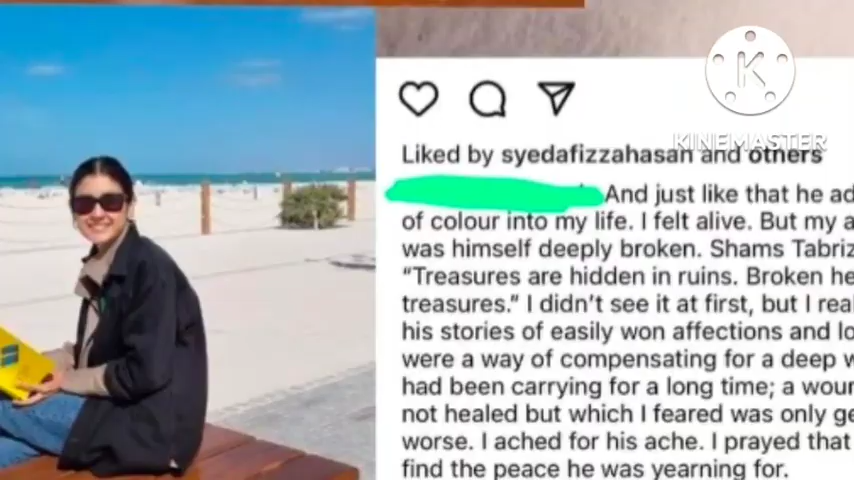 KINEMASTER
Liked by syedafizzahasan and others
And just like that he ad
of colour into my life. I felt alive. But my a
was himself deeply broken. Shams Tabriz
"Treasures are hidden in ruins. Broken he
treasures." I didn't see it at first, but I real
his stories of easily won affections and lo
were a way of compensating for a deep w
had been carrying for a long time; a wour
not healed but which I feared was only ge
worse. I ached for his ache. I prayed that
find the peace he was yearning for.